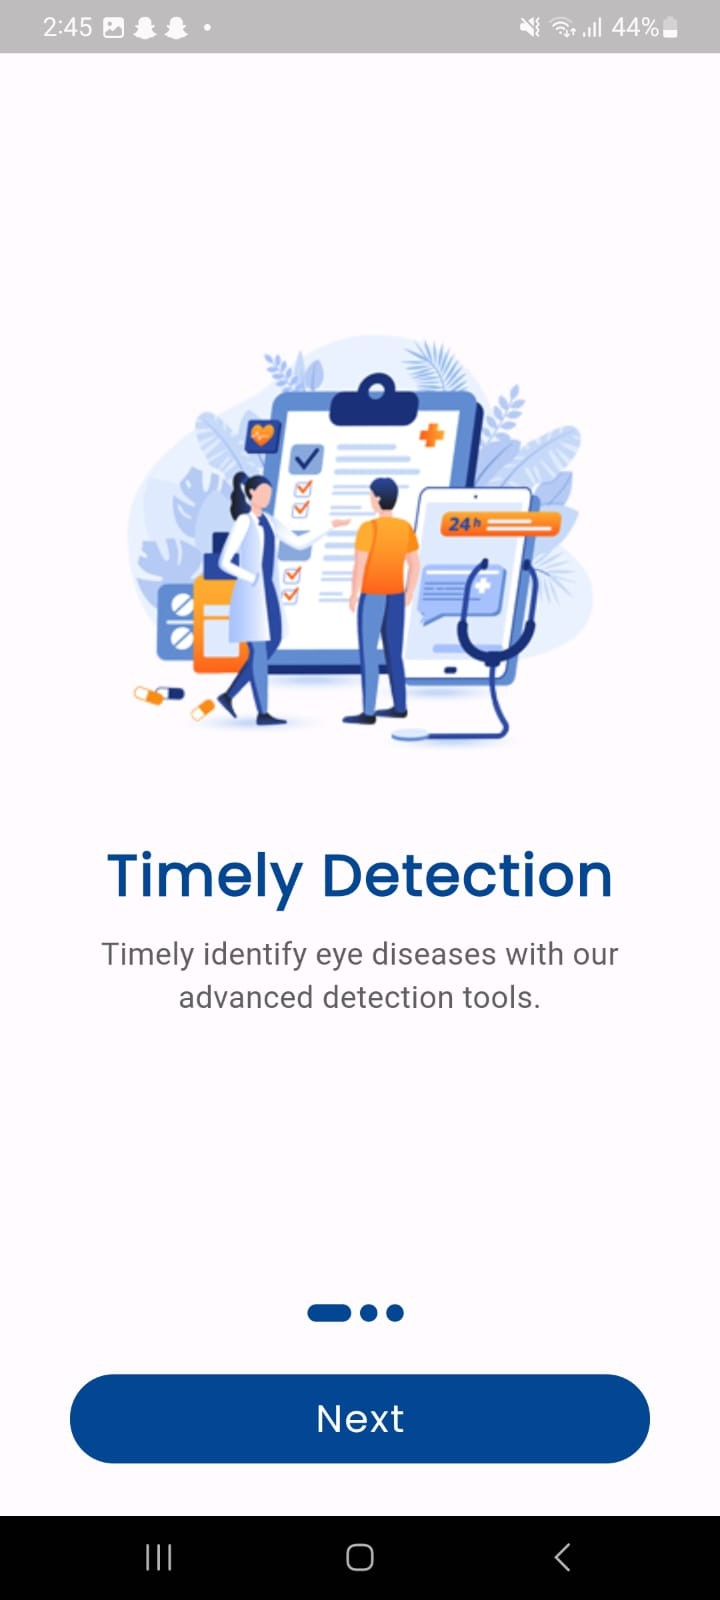 2:45 44%
24h
Timely Detection
Timely identify eye diseases with our
advanced detection tools.
Next